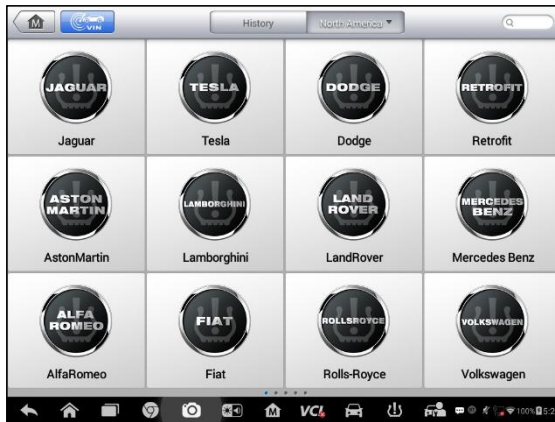 M VIN History North America
JAGUAR TESLA DODGE RETROFIT
Jaguar Tesla Dodge Retrofit
ASTON MARTIN LAMBORGHINI LAND ROVER MERCEDES BENZ
AstonMartin Lamborghini LandRover Mercedes Benz
ALFA ROMEO FIAT ROLLSROYCE VOLKSWAGEN
AlfaRomeo Fiat Rolls-Royce Volkswagen
M VCI 100%